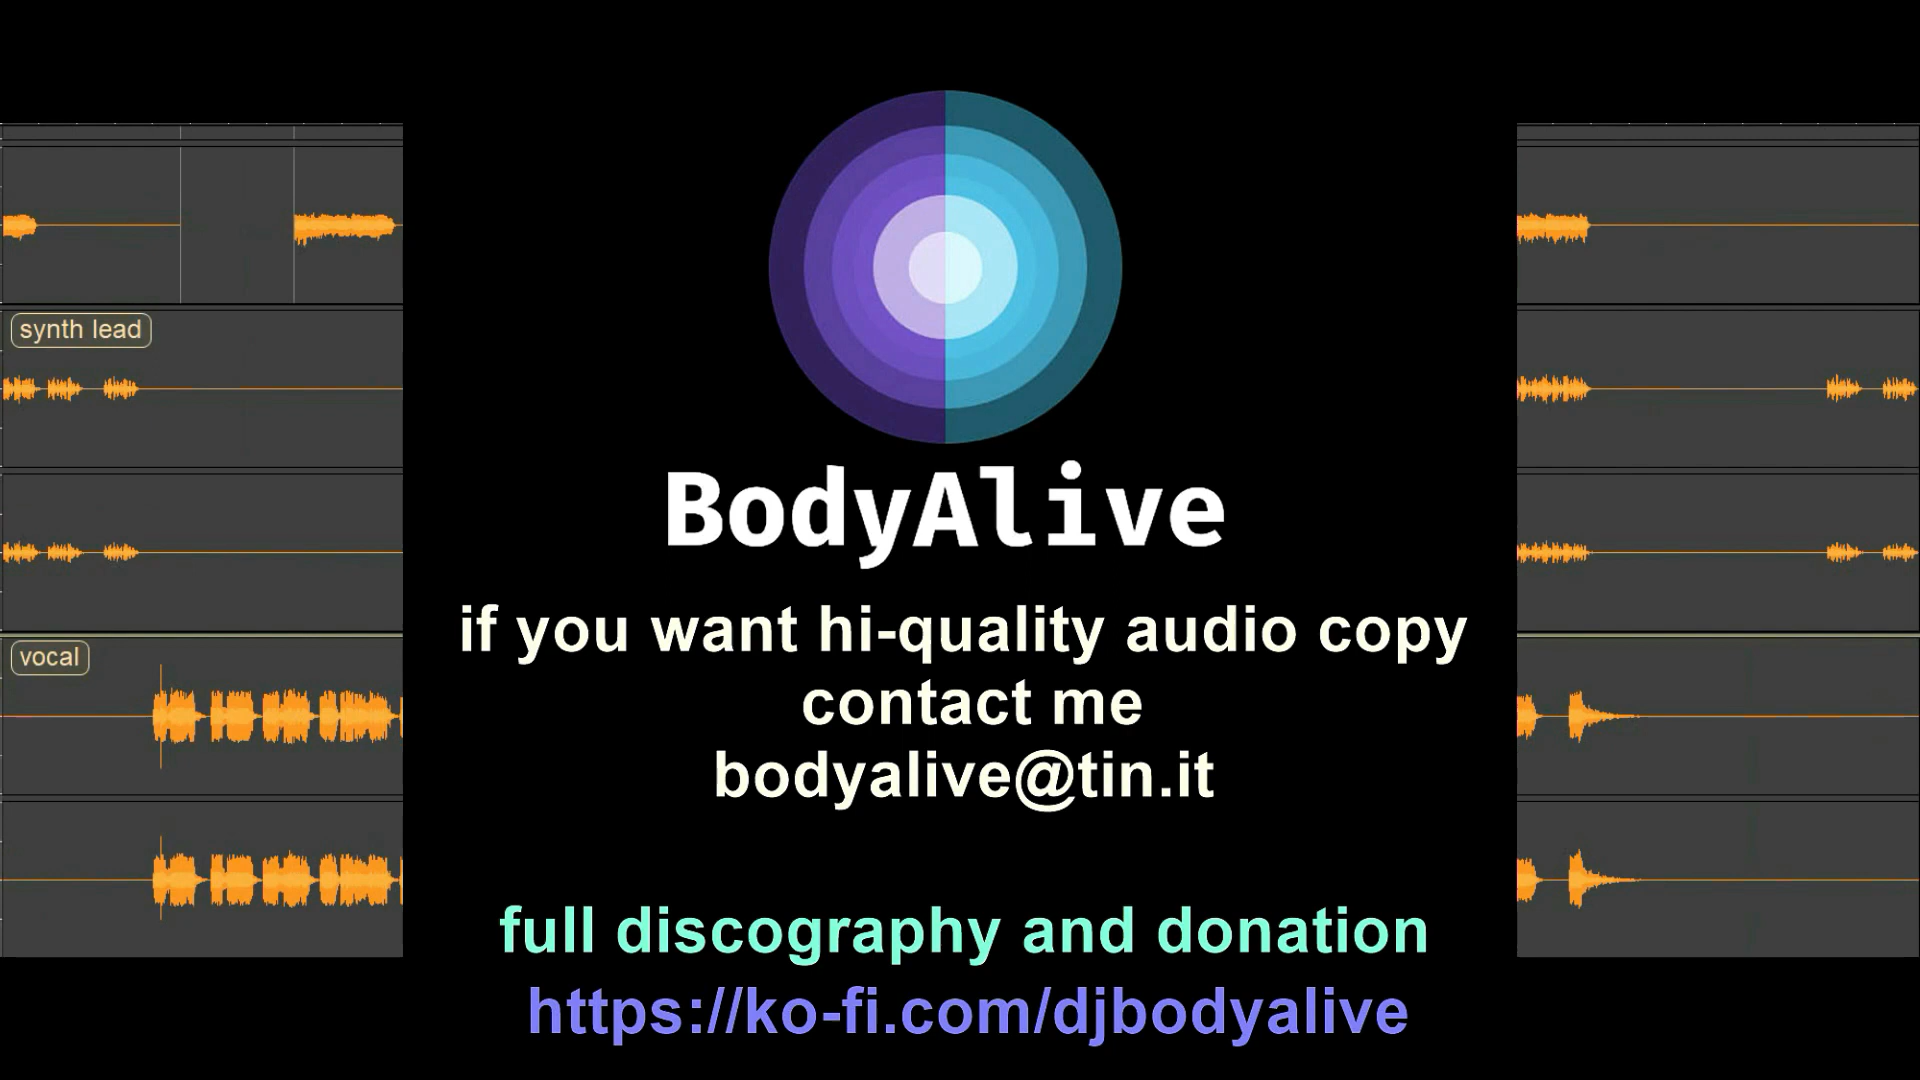 synth lead
vocal
BodyAlive
if you want hi-quality audio copy
contact me
bodyalive@tin.it
full discography and donation
https://ko-fi.com/djbodyalive